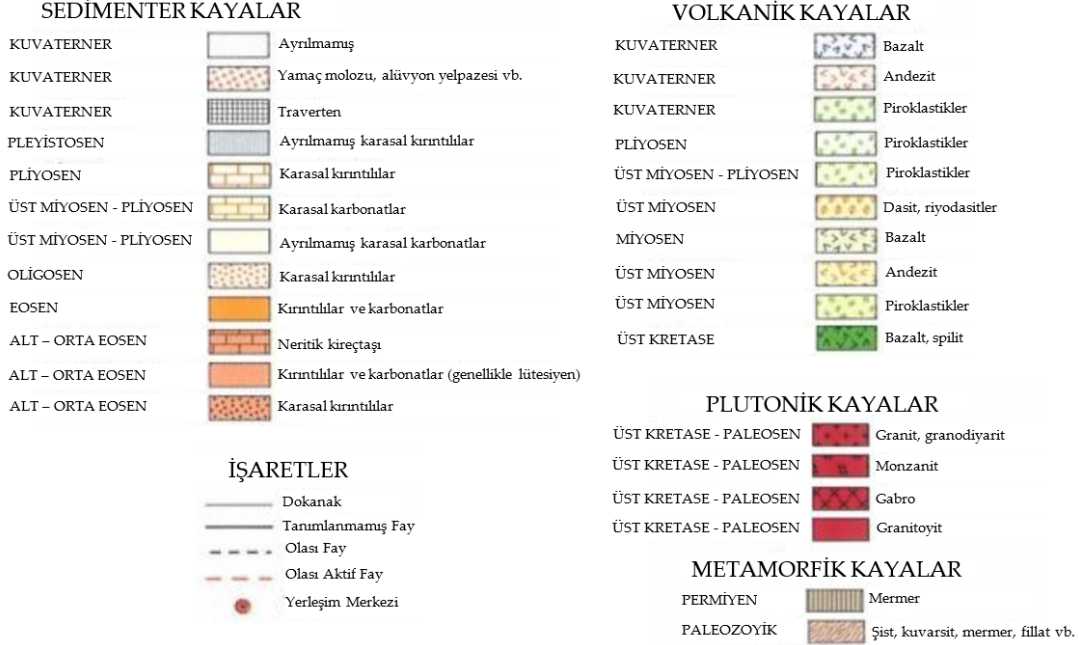 SEDİMENTER KAYALAR
KUVATERNER Ayrılmamış
KUVATERNER Yamaç molozu, alüvyon yelpazesi vb.
KUVATERNER Traverten
PLEYİSTOSEN Ayrılmamış karasal kırıntılılar
PLİYOSEN Karasal kırıntılılar
ÜST MİYOSEN - PLİYOSEN Karasal karbonatlar
ÜST MİYOSEN - PLİYOSEN Ayrılmamış karasal karbonatlar
OLİGOSEN Karasal kırıntılılar
EOSEN Kırıntılılar ve karbonatlar
ALT – ORTA EOSEN Neritik kireçtaşı
ALT – ORTA EOSEN Kırıntılılar ve karbonatlar (genellikle lütesiyen)
ALT – ORTA EOSEN Karasal kırıntılılar
İŞARETLER
Dokanak
Tanımlanmamış Fay
Olası Fay
Olası Aktif Fay
Yerleşim Merkezi
VOLKANİK KAYALAR
KUVATERNER Bazalt
KUVATERNER Andezit
KUVATERNER Piroklastikler
PLİYOSEN Piroklastikler
ÜST MİYOSEN - PLİYOSEN Piroklastikler
ÜST MİYOSEN Dasit, riyodasitler
MİYOSEN Bazalt
ÜST MİYOSEN Andezit
ÜST MİYOSEN Piroklastikler
ÜST KRETASE Bazalt, spilit
PLUTONİK KAYALAR
ÜST KRETASE - PALEOSEN Granit, granodiyarit
ÜST KRETASE - PALEOSEN Monzanit
ÜST KRETASE - PALEOSEN Gabro
ÜST KRETASE - PALEOSEN Granitoyit
METAMORFİK KAYALAR
PERMİYEN Mermer
PALEOZOYİK Şist, kuvarsit, mermer, fillat vb.